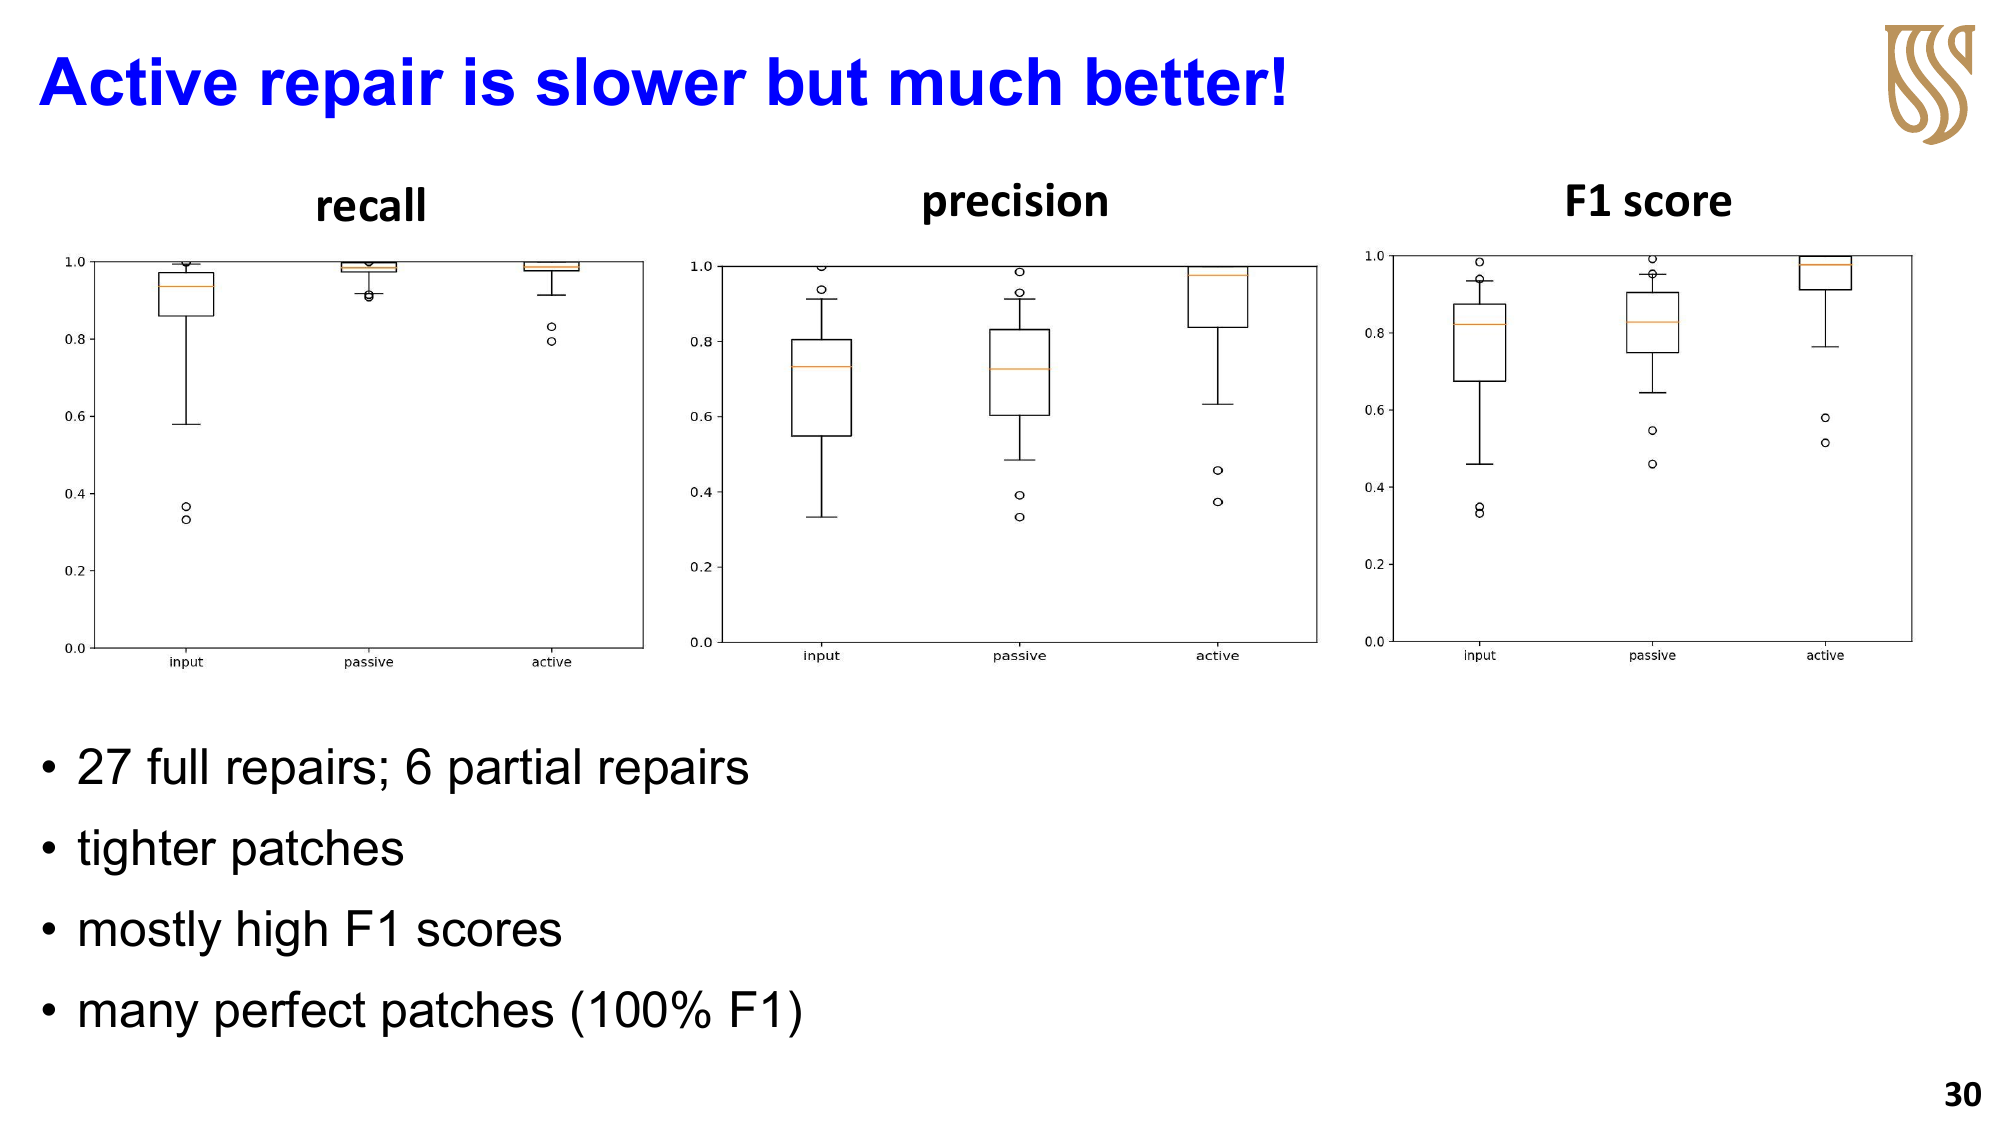 Active repair is slower but much better!
recall
precision
F1 score
1.0
0.8
0.6
0.4
0.2
0.0
input passive active
1.0
0.8
0.6
0.4
0.2
0.0
input passive active
1.0
0.8
0.6
0.4
0.2
0.0
input passive active
• 27 full repairs; 6 partial repairs
• tighter patches
• mostly high F1 scores
• many perfect patches (100% F1)
30